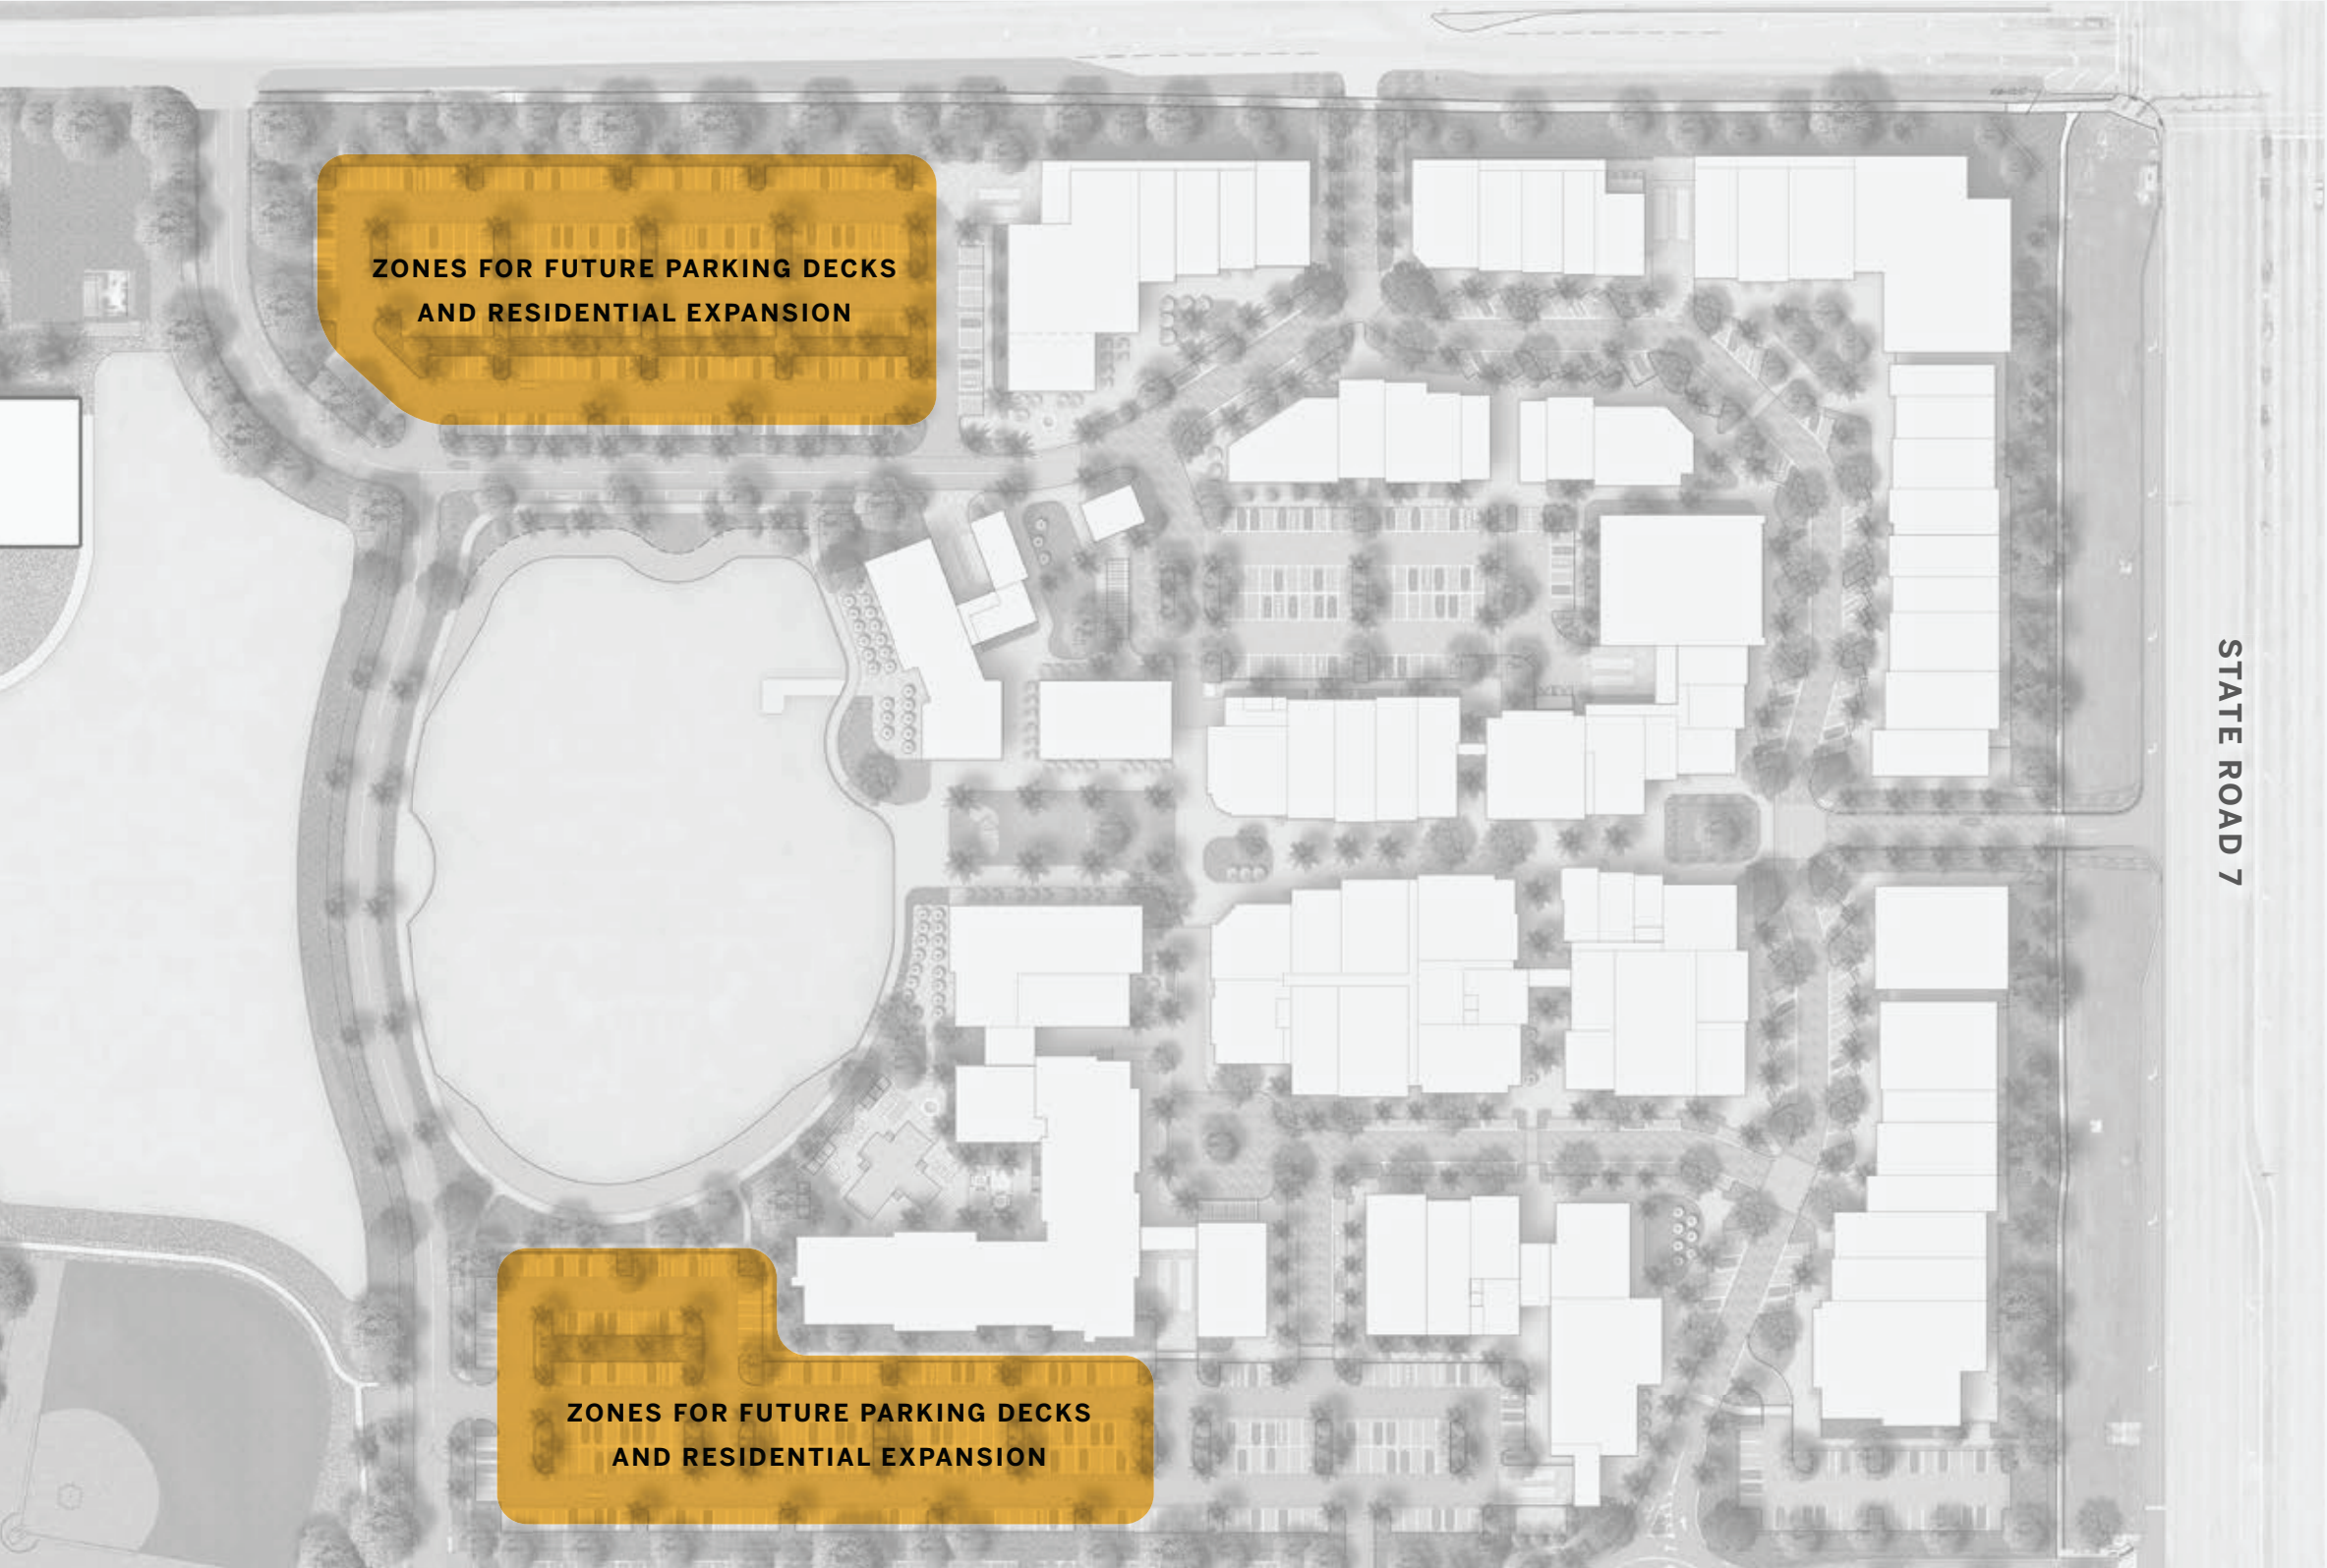 ZONES FOR FUTURE PARKING DECKS
AND RESIDENTIAL EXPANSION
STATE ROAD 7
ZONES FOR FUTURE PARKING DECKS
AND RESIDENTIAL EXPANSION